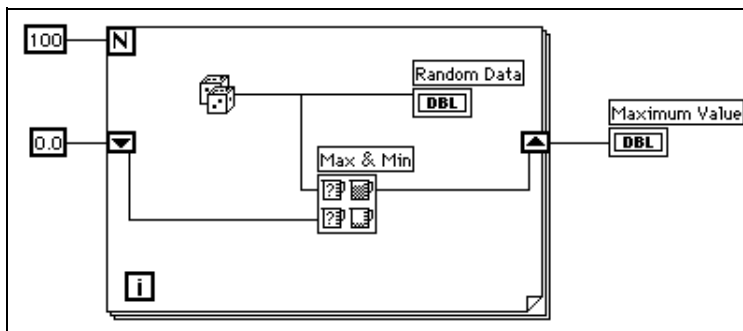 100
N
Random Data
DBL
Maximum Value
0.0
DBL
Max & Min
? 
?
i